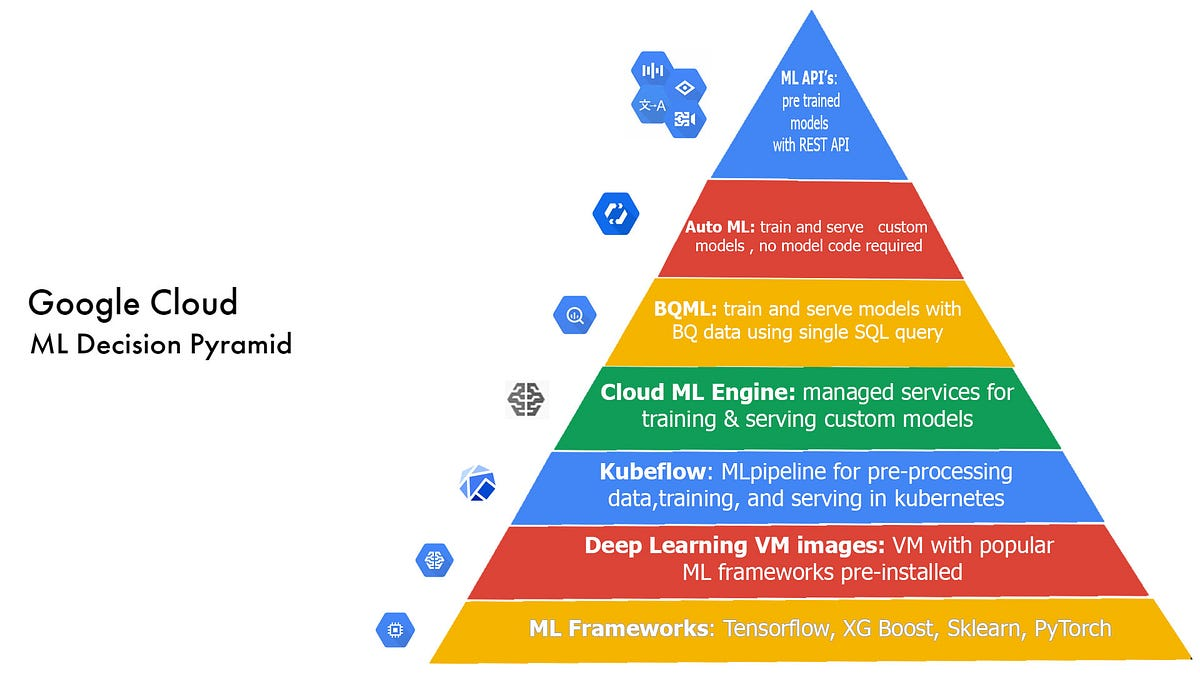 Google Cloud
ML Decision Pyramid
文→A
ML API's:
pre trained
models
with REST API
Auto ML: train and serve custom
models , no model code required
BQML: train and serve models with
BQ data using single SQL query
Cloud ML Engine: managed services for
training & serving custom models
Kubeflow: MLpipeline for pre-processing
data,training, and serving in kubernetes
Deep Learning VM images: VM with popular
ML frameworks pre-installed
ML Frameworks: Tensorflow, XG Boost, Sklearn, PyTorch